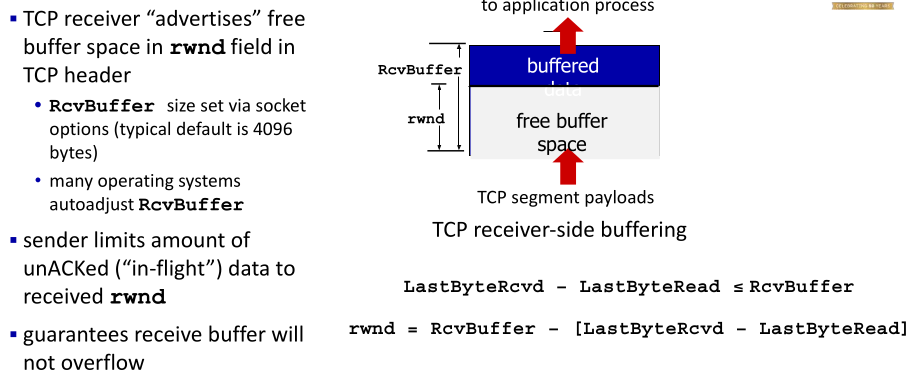 ▪ TCP receiver “advertises” free
buffer space in rwnd field in
TCP header
• RcvBuffer size set via socket
options (typical default is 4096
bytes)
• many operating systems
autoadjust RcvBuffer
▪ sender limits amount of
unACKed (“in-flight”) data to
received rwnd
▪ guarantees receive buffer will
not overflow
to application process
RcvBuffer
buffered
data
rwnd
free buffer
space
TCP segment payloads
TCP receiver-side buffering
LastByteRcvd – LastByteRead ≤ RcvBuffer
rwnd = RcvBuffer – [LastByteRcvd – LastByteRead]